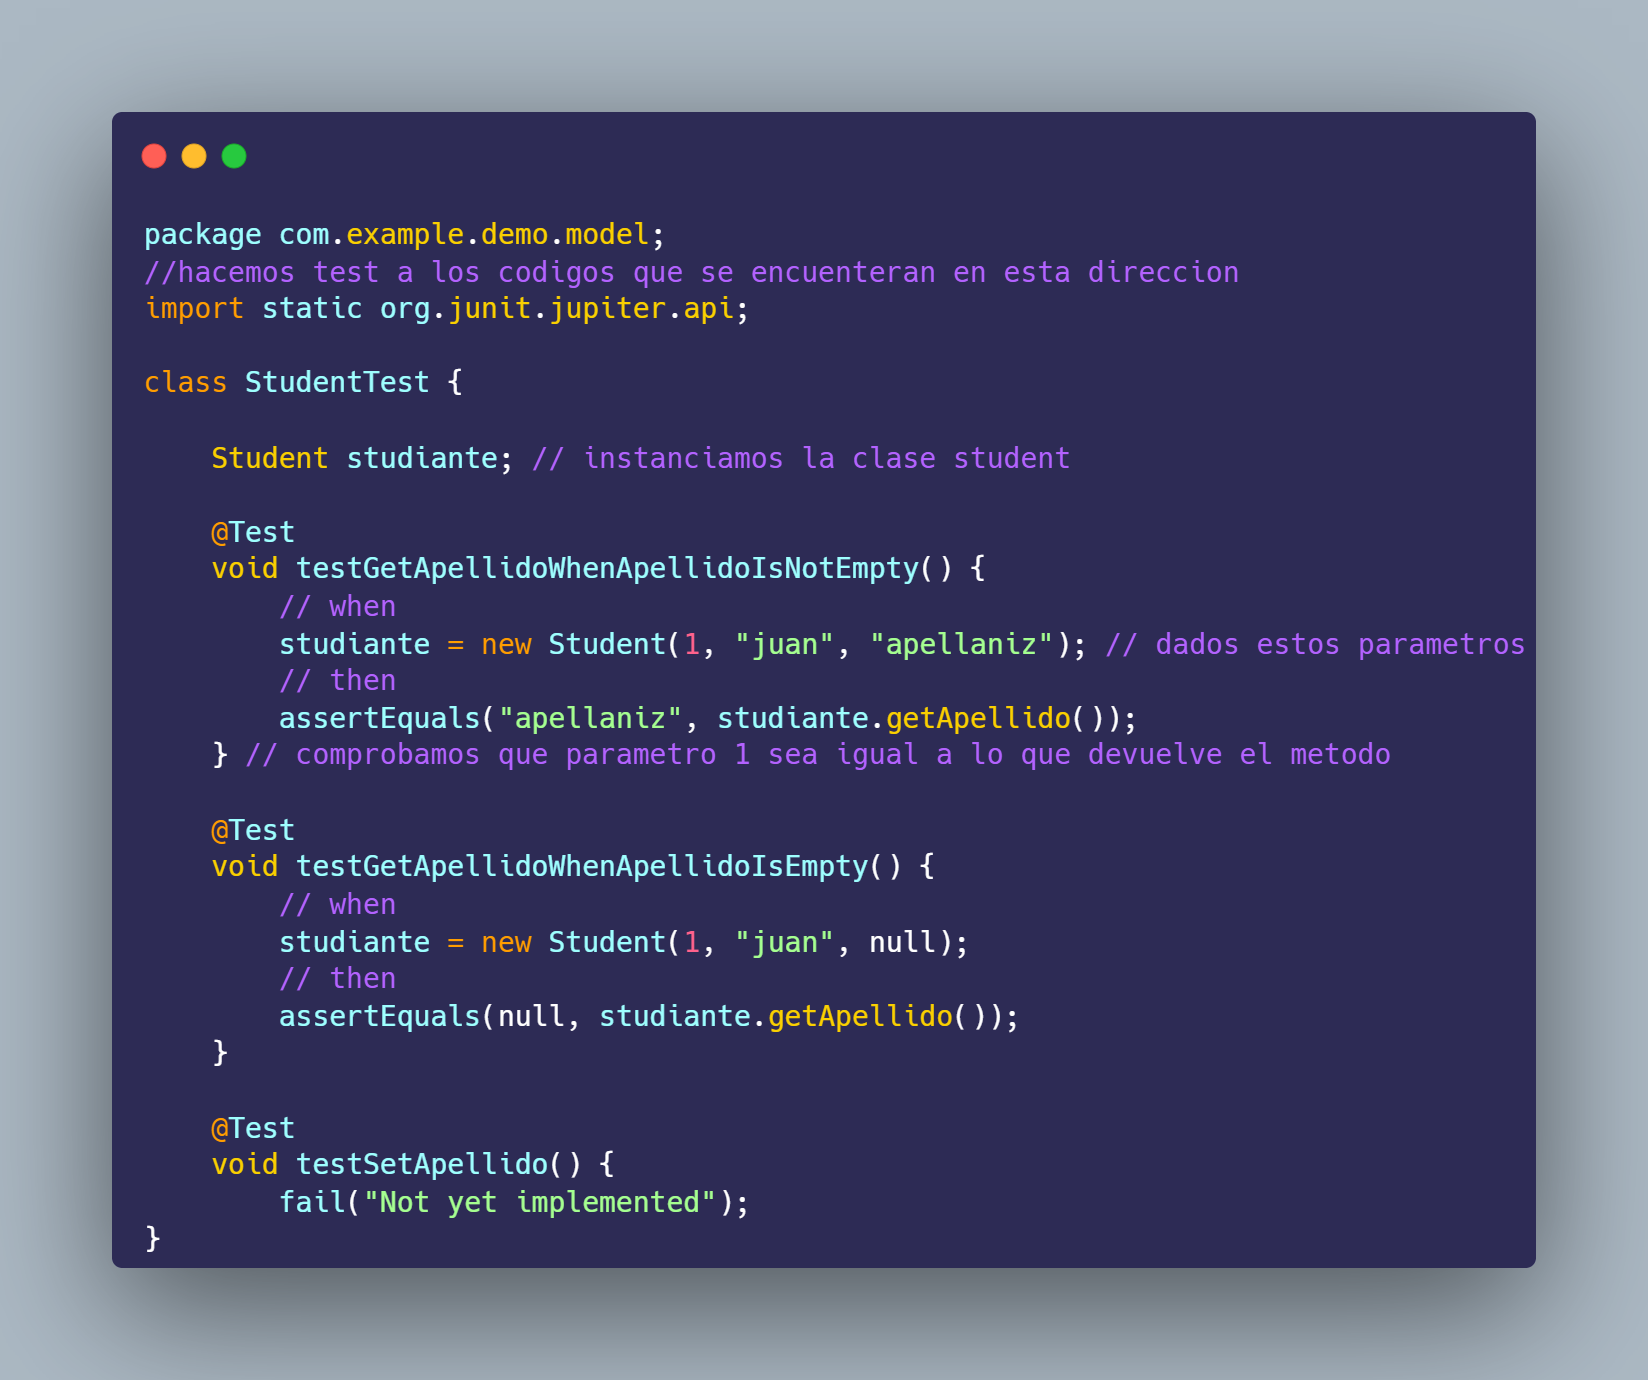 package com.example.demo.model;
//hacemos test a los codigos que se encuenteran en esta direccion
import static org.junit.jupiter.api;
class StudentTest {
Student studiante; // instanciamos la clase student
@Test
void testGetApellidoWhenApellidoIsNotEmpty() {
// when
studiante = new Student(1, "juan", "apellaniz"); // dados estos parametros
// then
assertEquals("apellaniz", studiante.getApellido());
} // comprobamos que parametro 1 sea igual a lo que devuelve el metodo
@Test
void testGetApellidoWhenApellidoIsEmpty() {
// when
studiante = new Student(1, "juan", null);
// then
assertEquals(null, studiante.getApellido());
}
@Test
void testSetApellido() {
fail("Not yet implemented");
}